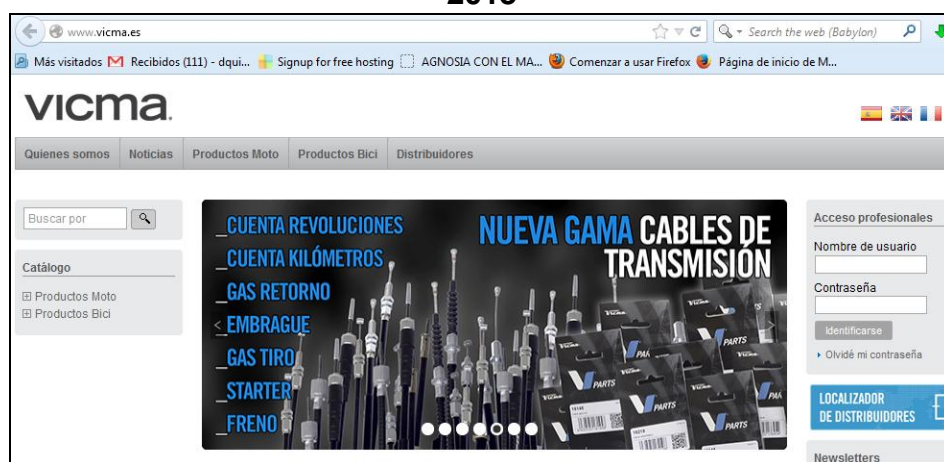 www.vicma.es
Search the web (Babylon)
Más visitados Recibidos (111) - dqui... Signup for free hosting AGNOSIA CON EL MA... Comenzar a usar Firefox Página de inicio de M...
vicma.
Quienes somos Noticias Productos Moto Productos Bici Distribuidores
Buscar por
Catálogo
Productos Moto
Productos Bici
_CUENTA REVOLUCIONES
_CUENTA KILÓMETROS
_GAS RETORNO
_EMBRAGUE
_GAS TIRO
_STARTER
_FRENO
NUEVA GAMA CABLES DE
TRANSMISIÓN
PARTS
PARTS
PARTS
PARTS
Acceso profesionales
Nombre de usuario
Contraseña
Identificarse
Olvidé mi contraseña
LOCALIZADOR
DE DISTRIBUIDORES
Newsletters